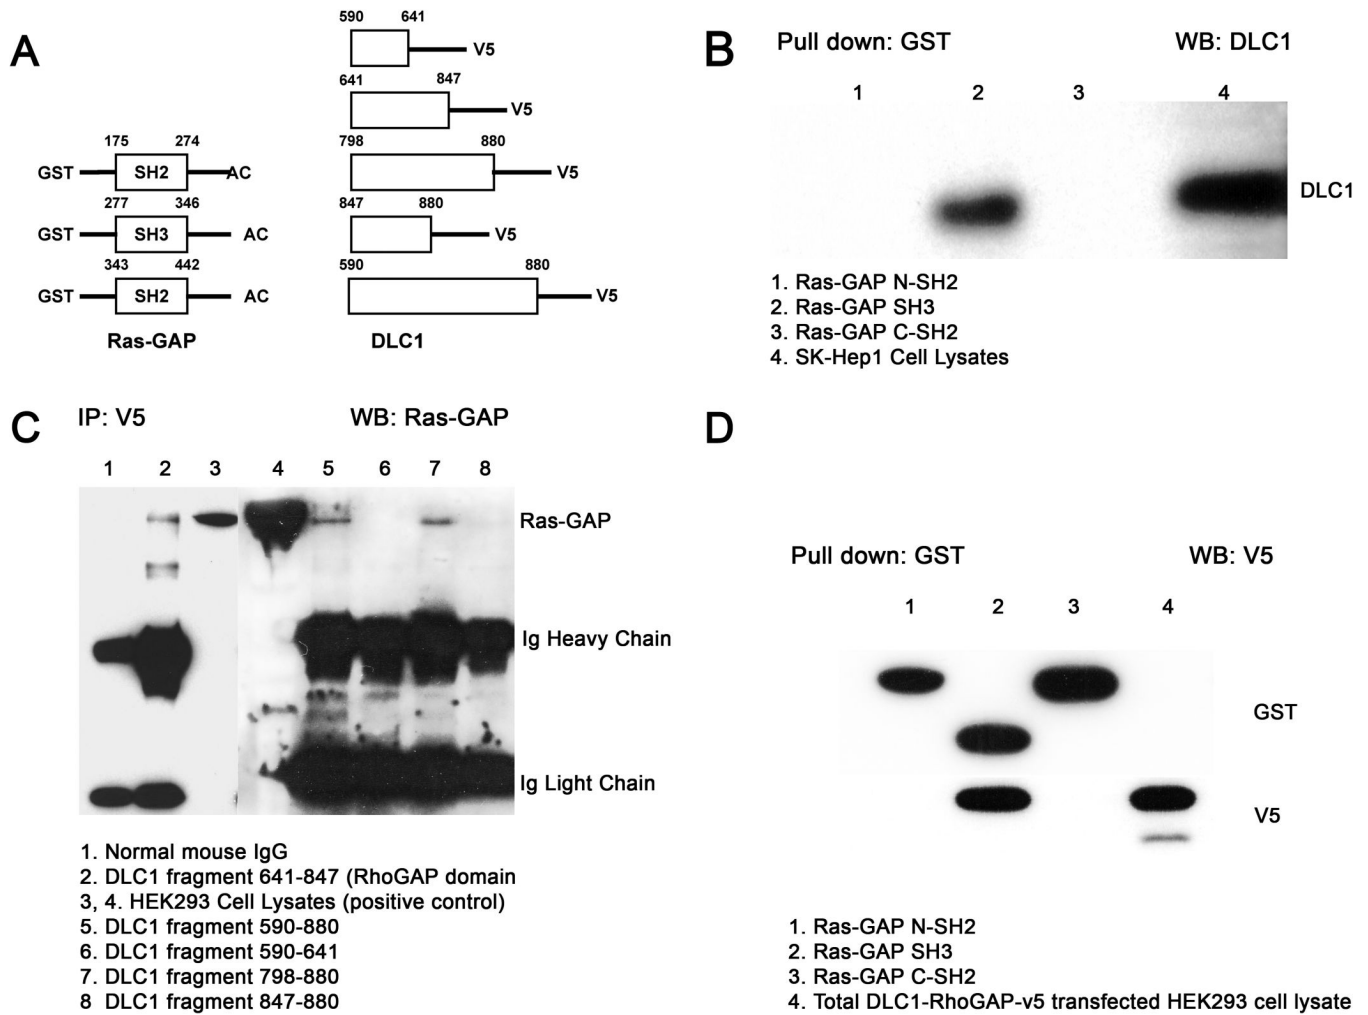 A
590 641
V5
641 847
V5
175 274
GST SH2 AC
798 880
V5
277 346
GST SH3 AC
847 880
V5
343 442
GST SH2 AC
590 880
V5
Ras-GAP
DLC1
B
Pull down: GST WB: DLC1
1 2 3 4
DLC1
1. Ras-GAP N-SH2
2. Ras-GAP SH3
3. Ras-GAP C-SH2
4. SK-Hep1 Cell Lysates
C
IP: V5 WB: Ras-GAP
1 2 3 4 5 6 7 8
Ras-GAP
Ig Heavy Chain
Ig Light Chain
1. Normal mouse IgG
2. DLC1 fragment 641-847 (RhoGAP domain
3, 4. HEK293 Cell Lysates (positive control)
5. DLC1 fragment 590-880
6. DLC1 fragment 590-641
7. DLC1 fragment 798-880
8 DLC1 fragment 847-880
D
Pull down: GST WB: V5
1 2 3 4
GST
V5
1. Ras-GAP N-SH2
2. Ras-GAP SH3
3. Ras-GAP C-SH2
4. Total DLC1-RhoGAP-v5 transfected HEK293 cell lysate